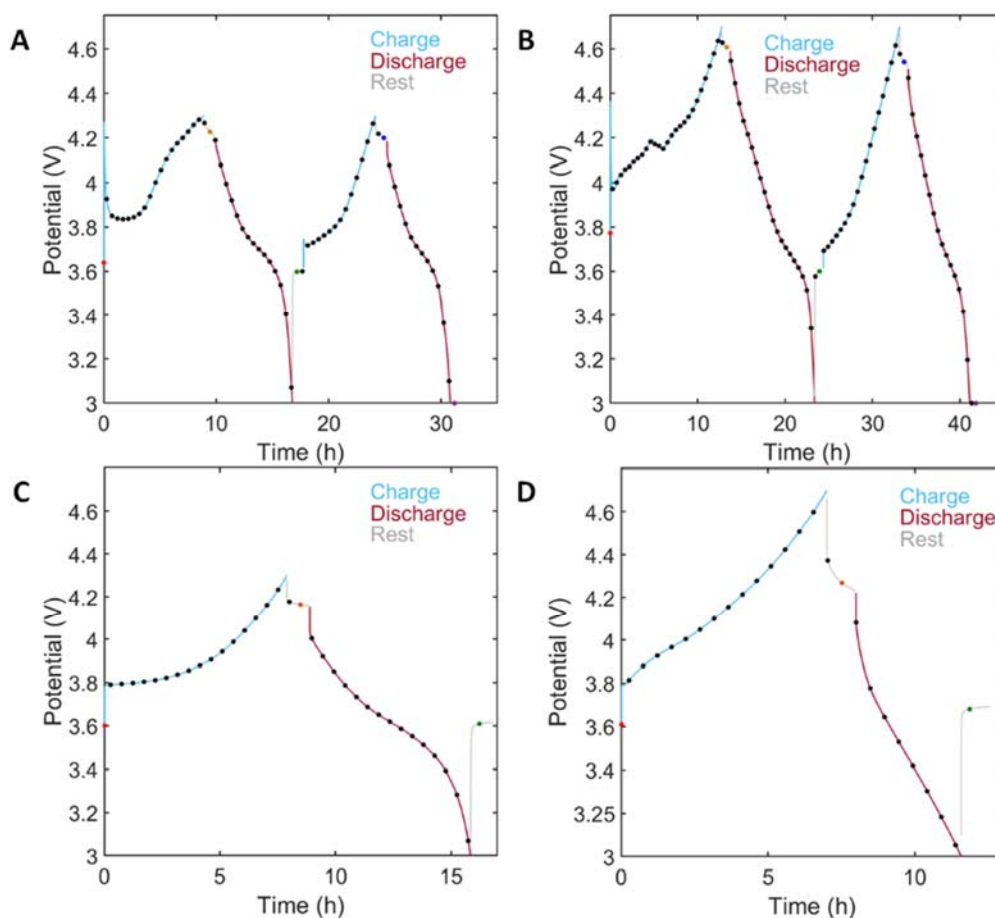 A
Charge
Discharge
Rest
4.6
4.4
4.2
4
3.8
3.6
3.4
3.2
3
Potential (V)
0
10
20
30
Time (h)
B
Charge
Discharge
Rest
4.6
4.4
4.2
4
3.8
3.6
3.4
3.2
3
Potential (V)
0
10
20
30
40
Time (h)
C
Charge
Discharge
Rest
4.6
4.4
4.2
4
3.8
3.6
3.4
3.2
3
Potential (V)
0
5
10
15
Time (h)
D
Charge
Discharge
Rest
4.6
4.4
4.2
4
3.8
3.6
3.4
3.25
3
Potential (V)
0
5
10
Time (h)